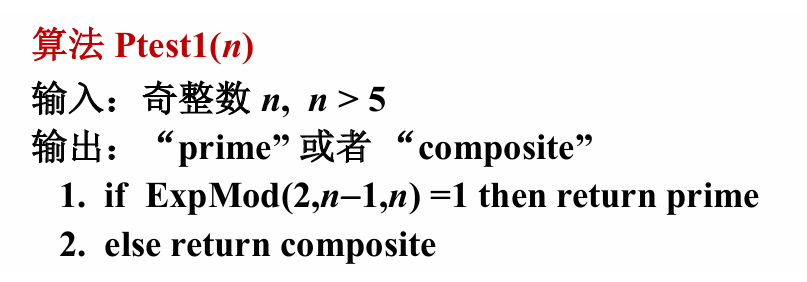 算法 Ptest1(n)
输入：奇整数 n, n > 5
输出：“prime” 或者 “composite”
1. if ExpMod(2,n−1,n) =1 then return prime
2. else return composite